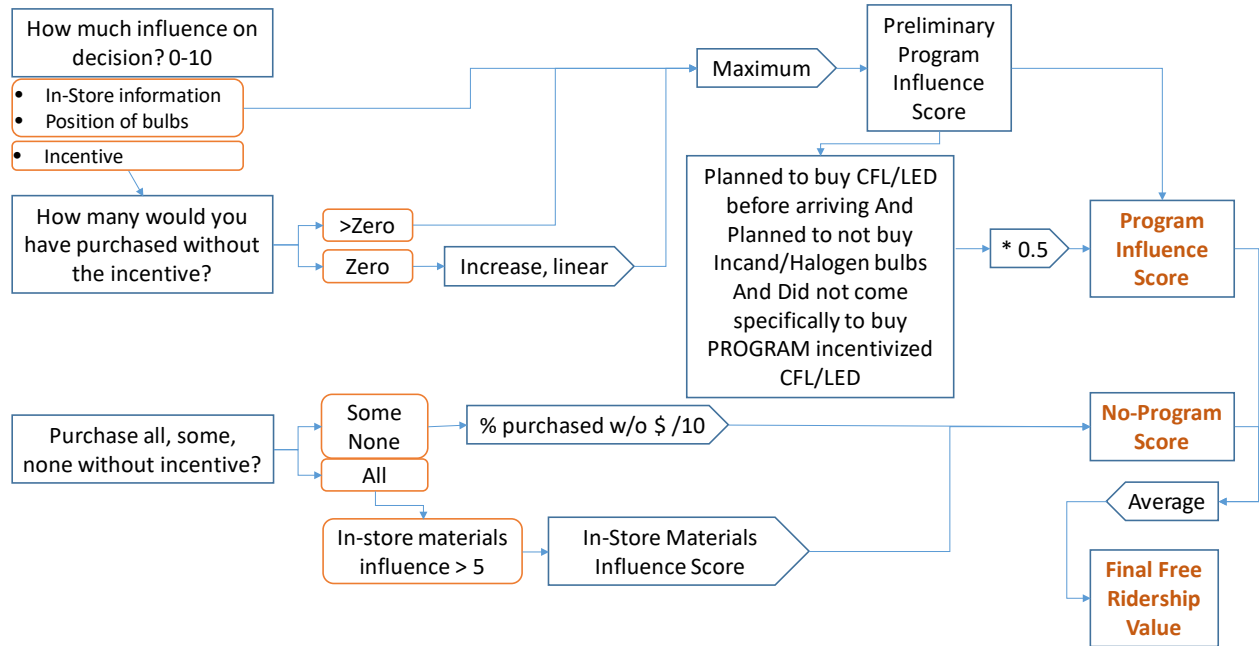 How much influence on
decision? 0-10
• In-Store information
• Position of bulbs
• Incentive
How many would you
have purchased without
the incentive?
>Zero
Zero
Increase, linear
Maximum
Preliminary
Program
Influence
Score
Planned to buy CFL/LED
before arriving And
Planned to not buy
Incand/Halogen bulbs
And Did not come
specifically to buy
PROGRAM incentivized
CFL/LED
* 0.5
Program
Influence
Score
Purchase all, some,
none without incentive?
Some
None
All
% purchased w/o $ /10
In-store materials
influence > 5
In-Store Materials
Influence Score
No-Program
Score
Average
Final Free
Ridership
Value